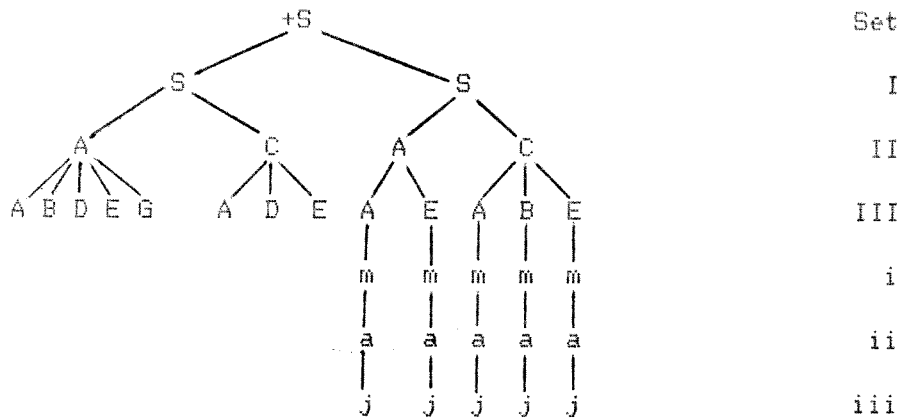 +S Set
S S I
A C A C II
A B D E G A D E A E A B E III
m m m m m i
a a a a a ii
j j j j j iii